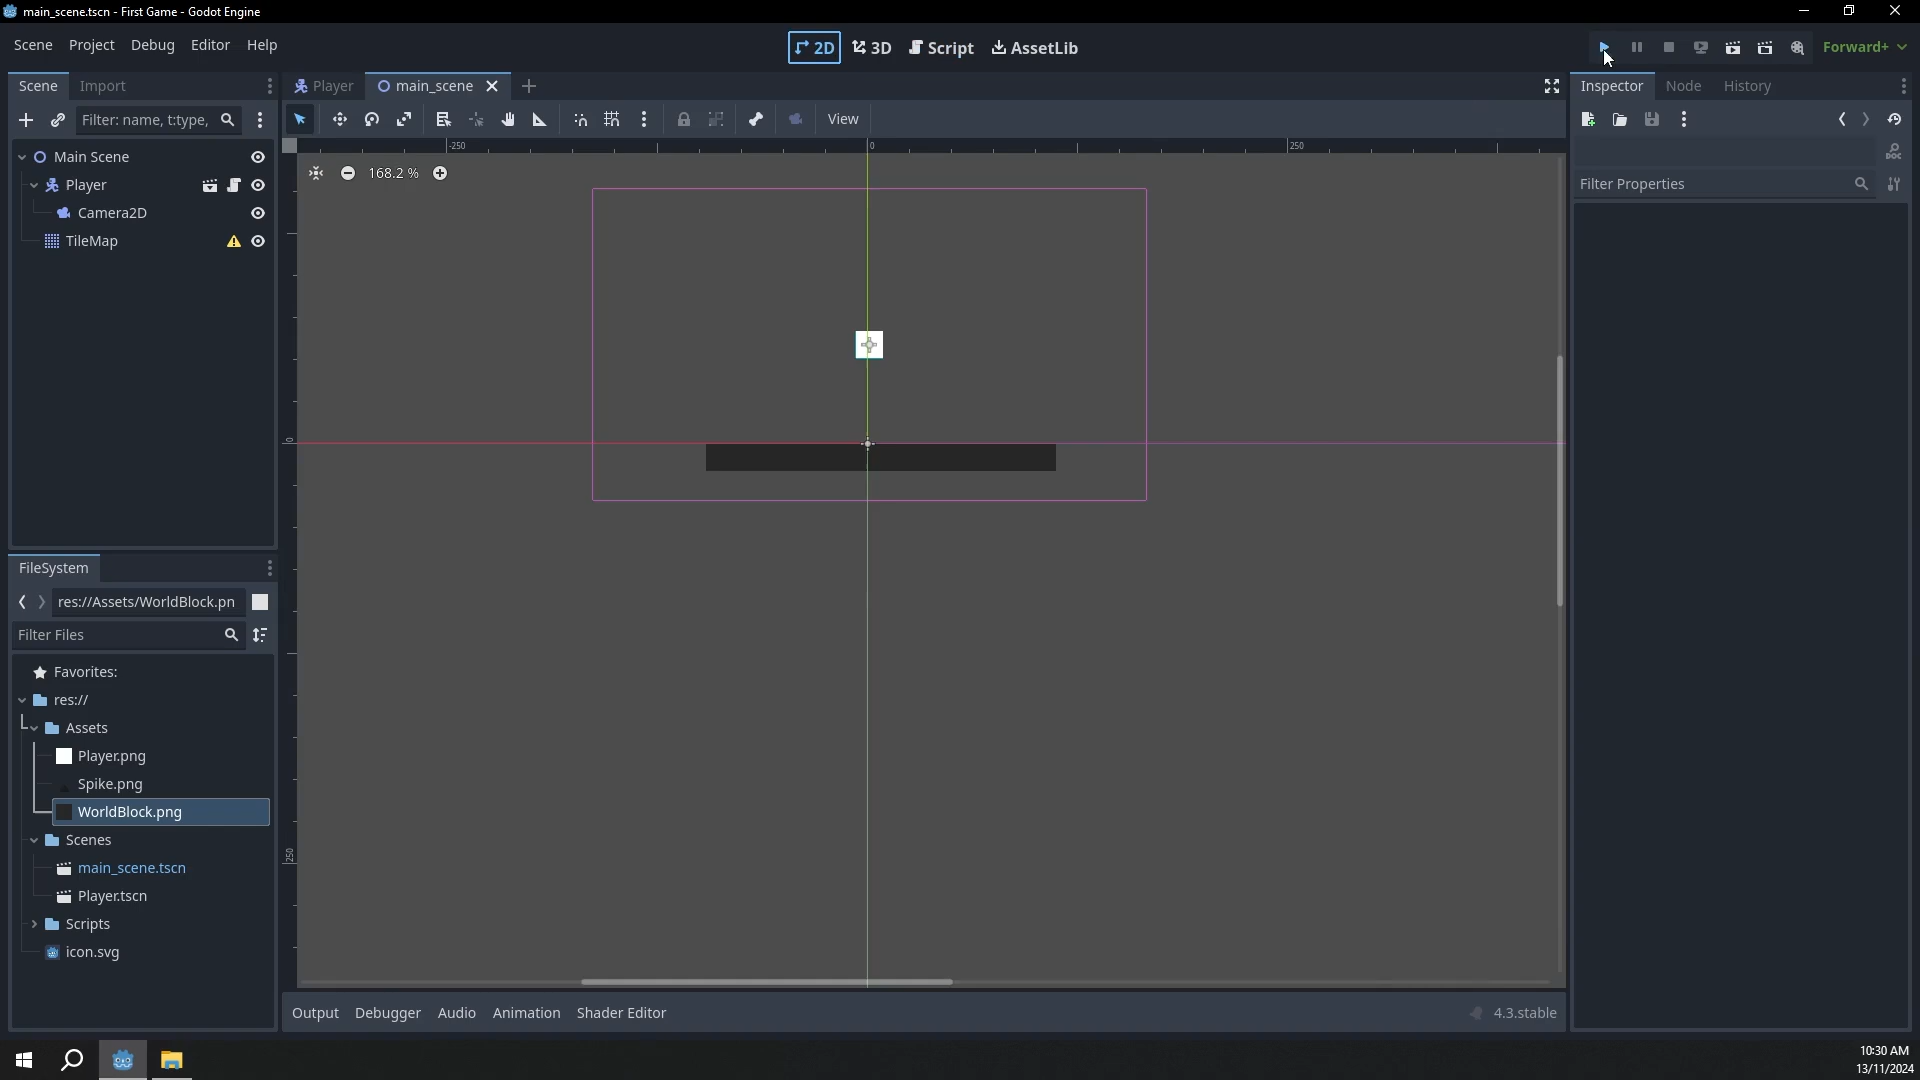 main_scene.tscn - First Game - Godot Engine
Scene Project Debug Editor Help
2D 3D Script AssetLib
Forward+
Scene Import
Player main_scene
Inspector Node History
Filter: name, t:type,
View
Main Scene
Player
Camera2D
TileMap
-250 0 250
168.2 %
0
250
Filter Properties
DOC
FileSystem
res://Assets/WorldBlock.pn
Filter Files
Favorites:
res://
Assets
Player.png
Spike.png
WorldBlock.png
Scenes
main_scene.tscn
Player.tscn
Scripts
icon.svg
Output Debugger Audio Animation Shader Editor
4.3.stable
10:30 AM
13/11/2024